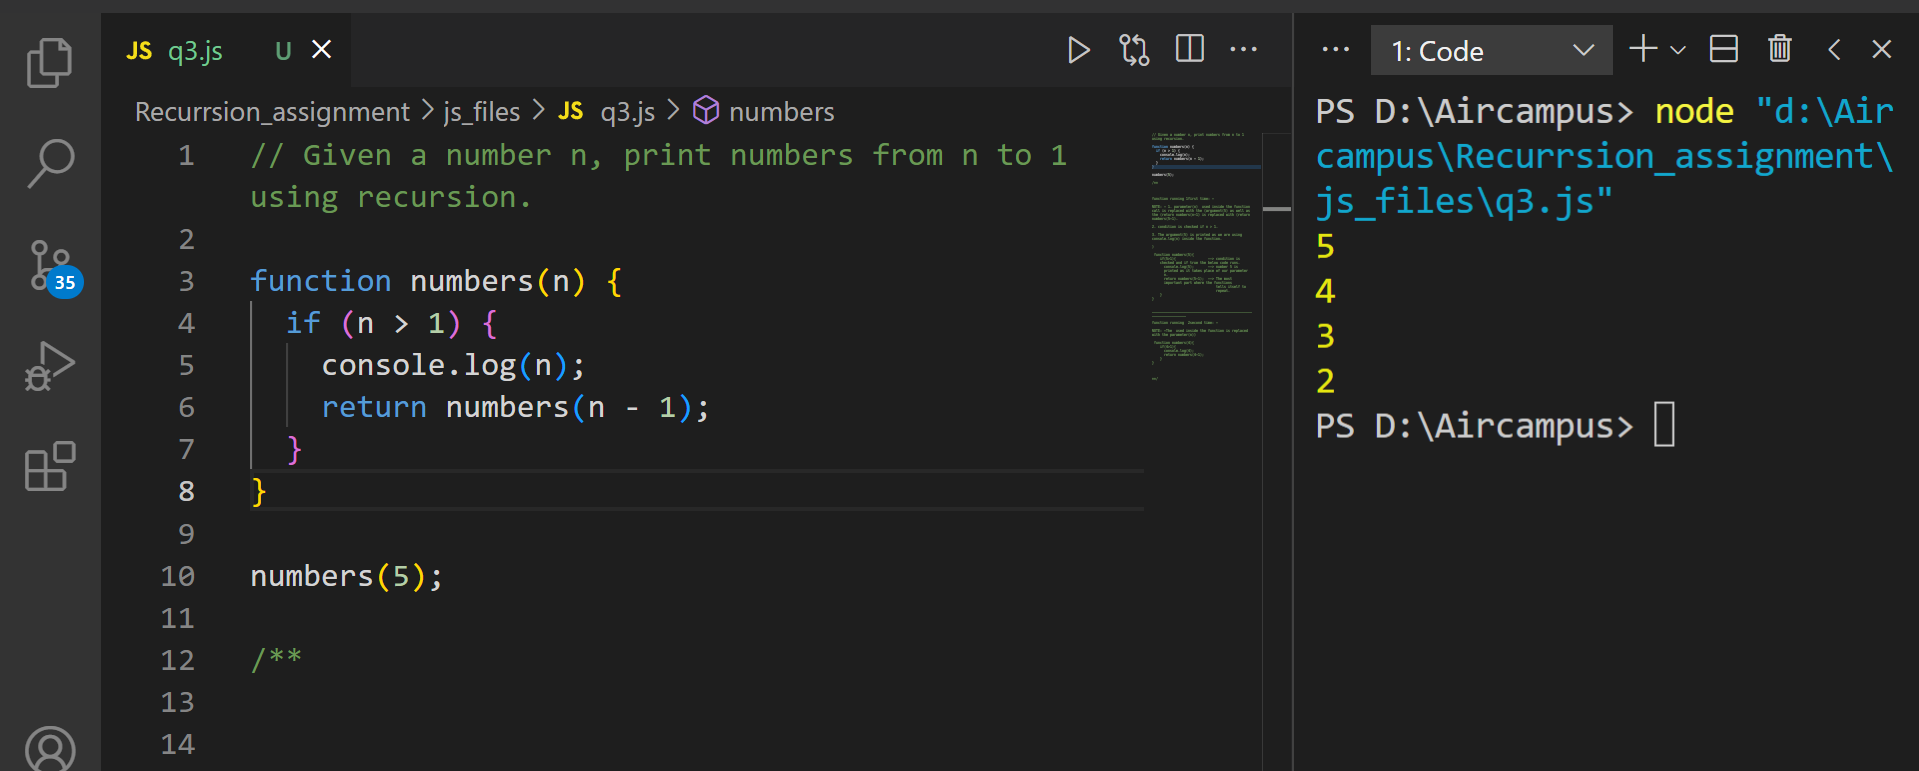 JS q3.js U
1: Code
Recurrsion_assignment > js_files > JS q3.js > numbers
1 // Given a number n, print numbers from n to 1
using recursion.
2
3 function numbers(n) {
4 if (n > 1) {
5 console.log(n);
6 return numbers(n - 1);
7 }
8 }
9
10 numbers(5);
11
12 /**
13
14
35
PS D:\Aircampus> node "d:\Air
campus\Recurrsion_assignment\
js_files\q3.js"
5
4
3
2
PS D:\Aircampus>